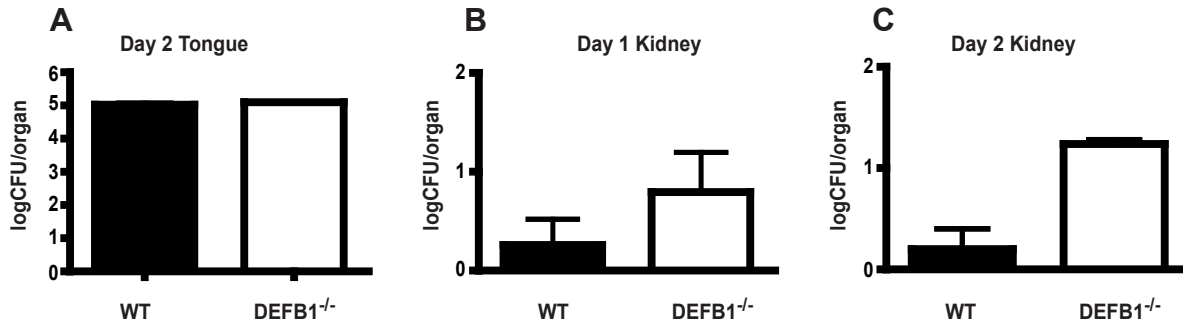 A
Day 2 Tongue
logCFU/organ
6
5
4
3
2
1
0
WT
DEFB1-/-
B
Day 1 Kidney
logCFU/organ
2
1
0
WT
DEFB1-/-
C
Day 2 Kidney
logCFU/organ
2
1
0
WT
DEFB1-/-